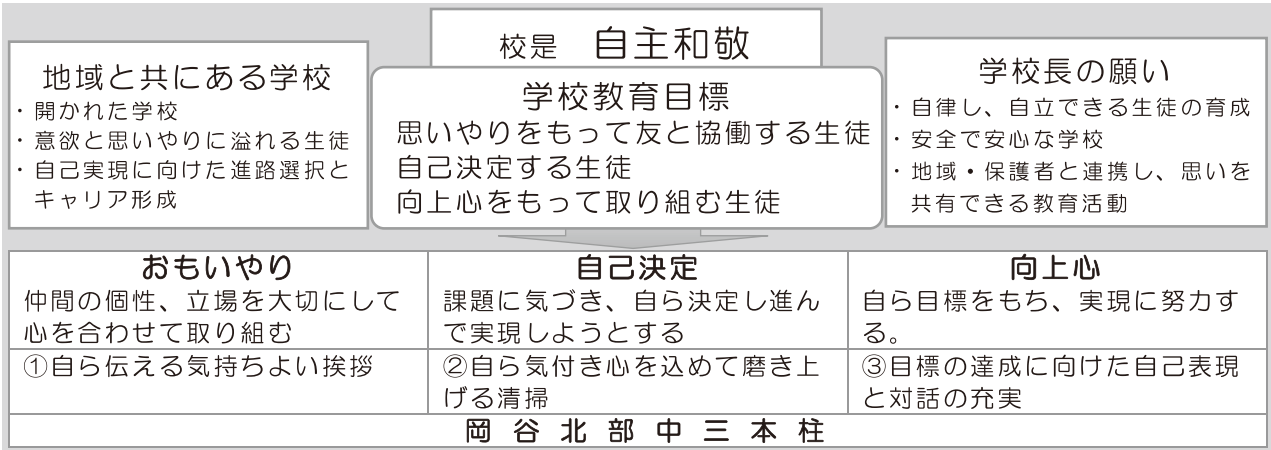 校是 自主和敬
地域と共にある学校
・開かれた学校
・意欲と思いやりに溢れる生徒
・自己実現に向けた進路選択と
キャリア形成
学校教育目標
思いやりをもって友と協働する生徒
自己決定する生徒
向上心をもって取り組む生徒
学校長の願い
・自律し、自立できる生徒の育成
・安全で安心な学校
・地域・保護者と連携し、思いを
共有できる教育活動
おもいやり
仲間の個性、立場を大切にして
心を合わせて取り組む
①自ら伝える気持ちよい挨拶
自己決定
課題に気づき、自ら決定し進ん
で実現しようとする
②自ら気付き心を込めて磨き上
げる清掃
向上心
自ら目標をもち、実現に努力す
る。
③目標の達成に向けた自己表現
と対話の充実
岡谷北部中三本柱